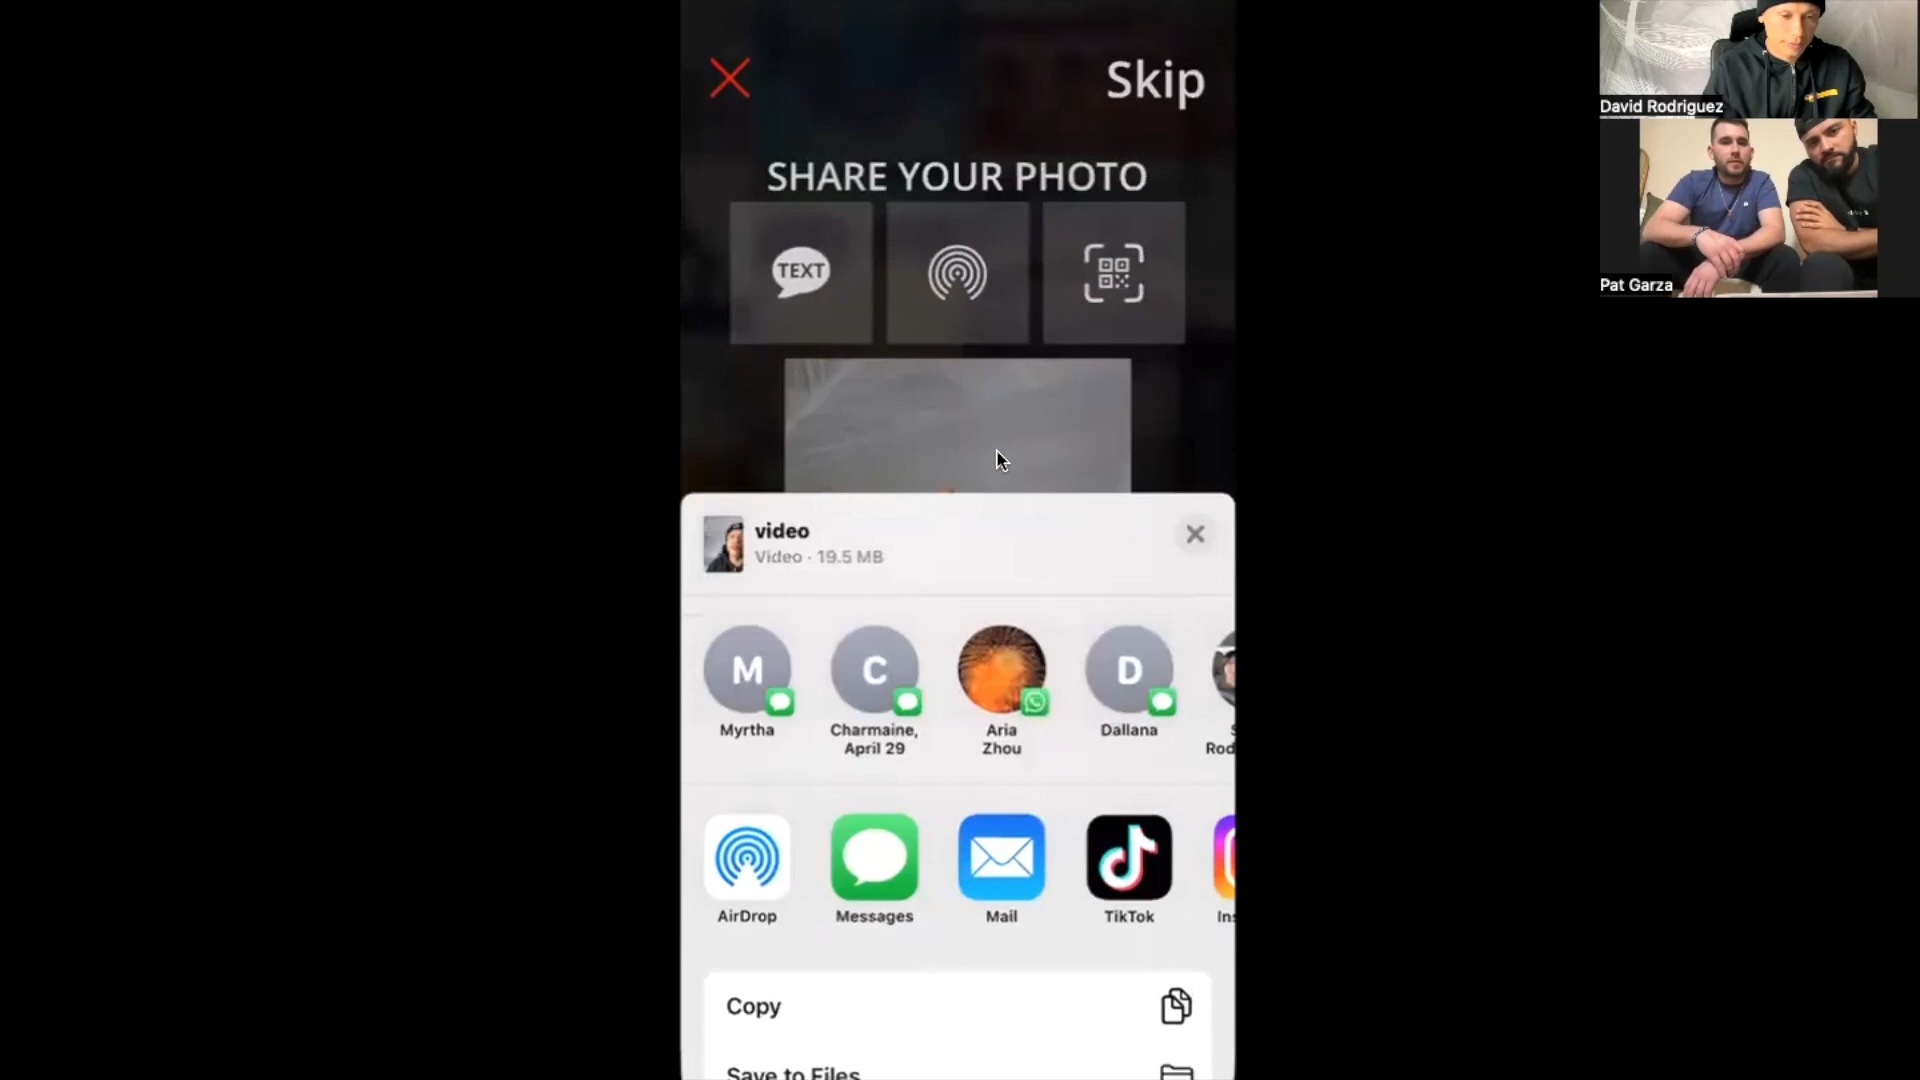 Skip
SHARE YOUR PHOTO
TEXT
David Rodriguez
Pat Garza
video
Video · 19.5 MB
M
C
D
Myrtha
Charmaine,
April 29
Aria
Zhou
Dallana
AirDrop
Messages
Mail
TikTok
Copy
Save to Files